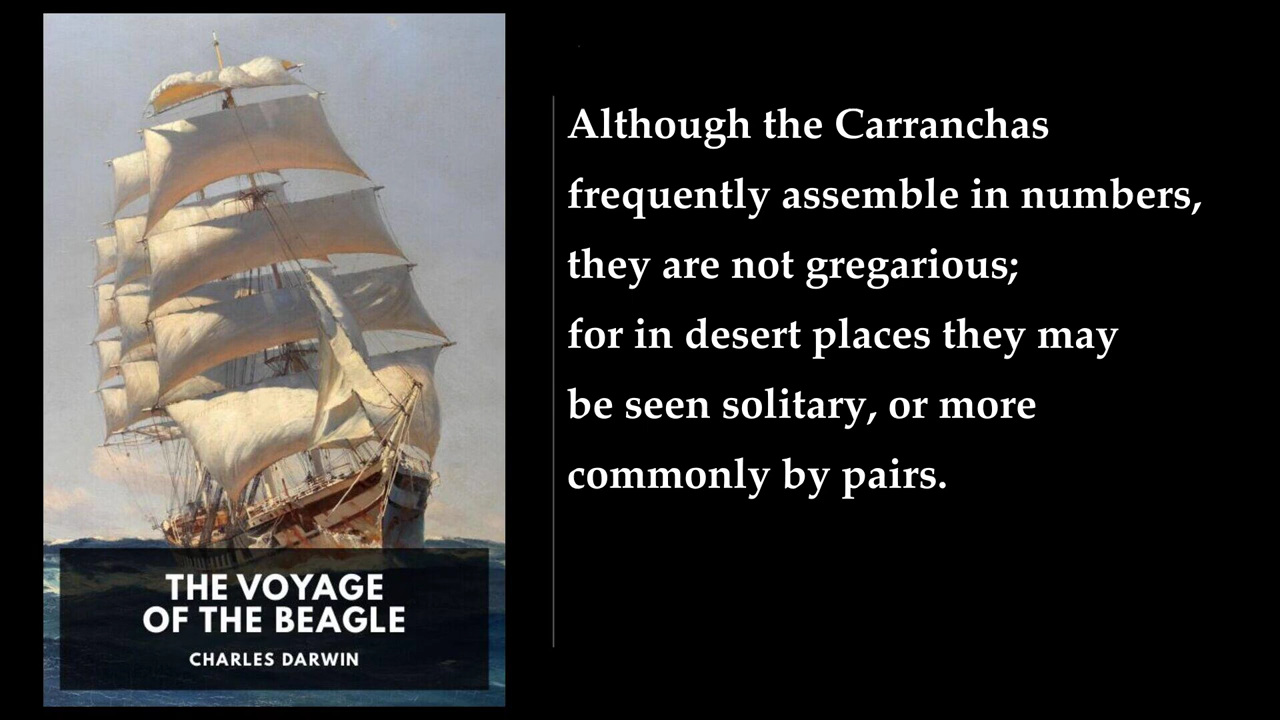 THE VOYAGE
OF THE BEAGLE
CHARLES DARWIN
Although the Carranchas
frequently assemble in numbers,
they are not gregarious;
for in desert places they may
be seen solitary, or more
commonly by pairs.